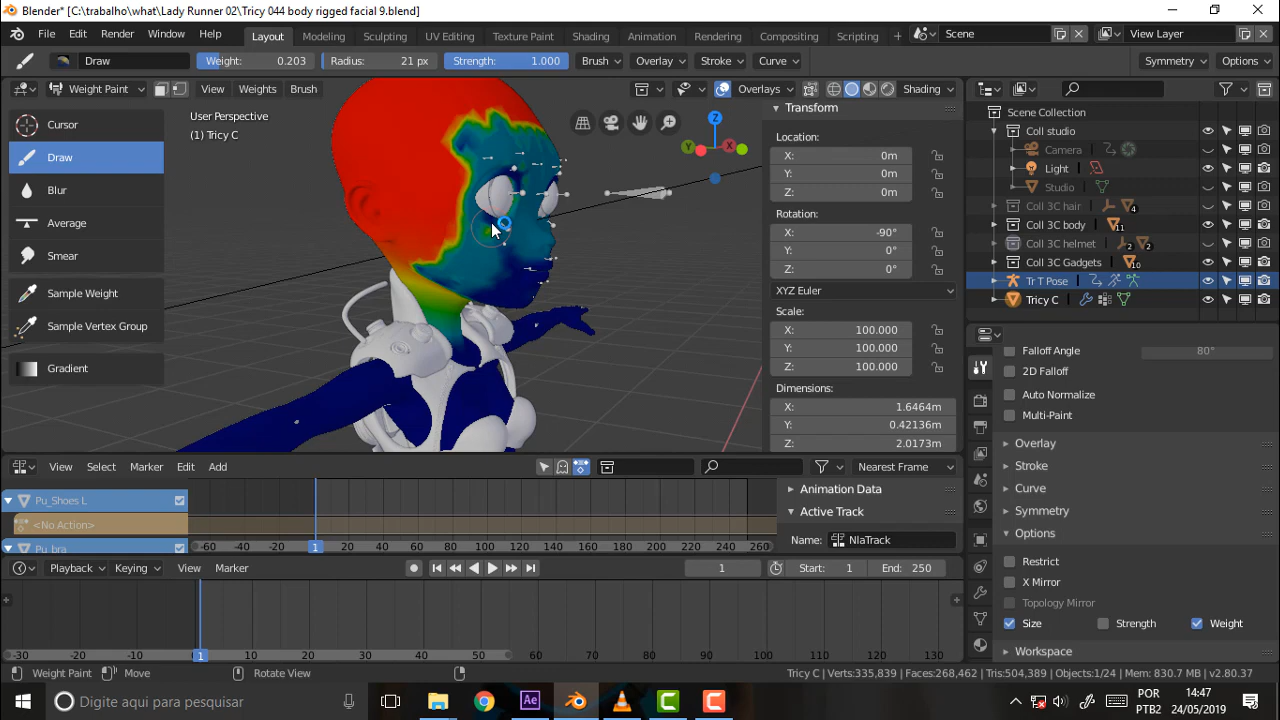 Blender* [C:\trabalho\what\Lady Runner 02\Tricy 044 body rigged facial 9.blend]
File Edit Render Window Help Layout Modeling Sculpting UV Editing Texture Paint Shading Animation Rendering Compositing Scripting + Scene View Layer
Draw Weight: 0.203 Radius: 21 px Strength: 1.000 Brush Overlay Stroke Curve Symmetry Options
Weight Paint View Weights Brush Overlays Shading
User Perspective
(1) Tricy C
Cursor
Draw
Blur
Average
Smear
Sample Weight
Sample Vertex Group
Gradient
Z
Y
X
Transform
Location:
X: 0m
Y: 0m
Z: 0m
Rotation:
X: -90°
Y: 0°
Z: 0°
XYZ Euler
Scale:
X: 100.000
Y: 100.000
Z: 100.000
Dimensions:
X: 1.6464m
Y: 0.42136m
Z: 2.0173m
Scene Collection
Coll studio
Camera
Light
Studio
Coll 3C hair 4
Coll 3C body 11
Coll 3C helmet 2 2
Coll 3C Gadgets 10
Tr T Pose
Tricy C
Falloff Angle 80°
2D Falloff
Auto Normalize
Multi-Paint
Overlay
Stroke
Curve
Symmetry
Options
Restrict
X Mirror
Topology Mirror
Size Strength Weight
Workspace
View Select Marker Edit Add Nearest Frame
Pu_Shoes L
<No Action>
Pu bra
-60 -40 -20 1 20 40 60 80 100 120 140 160 180 200 220 240 260
Animation Data
Active Track
Name: NlaTrack
Playback Keying View Marker 1 Start: 1 End: 250
-30 -20 -10 1 10 20 30 40 50 60 70 80 90 100 110 120 130
Weight Paint Move Rotate View Tricy C | Verts:335,839 | Faces:268,462 | Tris:504,389 | Objects:1/24 | Mem: 830.7 MB | v2.80.37
Digite aqui para pesquisar
Ae
POR
PTB2
14:47
24/05/2019